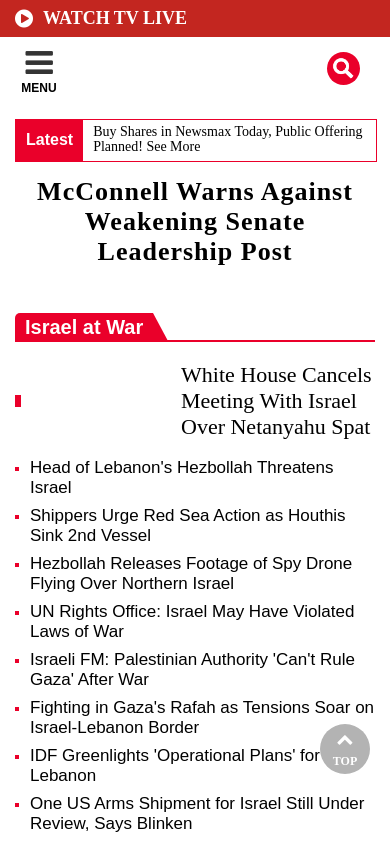 WATCH TV LIVE
MENU
Latest
Buy Shares in Newsmax Today, Public Offering
Planned! See More
McConnell Warns Against
Weakening Senate
Leadership Post
Israel at War
White House Cancels
Meeting With Israel
Over Netanyahu Spat
Head of Lebanon's Hezbollah Threatens
Israel
Shippers Urge Red Sea Action as Houthis
Sink 2nd Vessel
Hezbollah Releases Footage of Spy Drone
Flying Over Northern Israel
UN Rights Office: Israel May Have Violated
Laws of War
Israeli FM: Palestinian Authority 'Can't Rule
Gaza' After War
Fighting in Gaza's Rafah as Tensions Soar on
Israel-Lebanon Border
IDF Greenlights 'Operational Plans' for
Lebanon
TOP
One US Arms Shipment for Israel Still Under
Review, Says Blinken